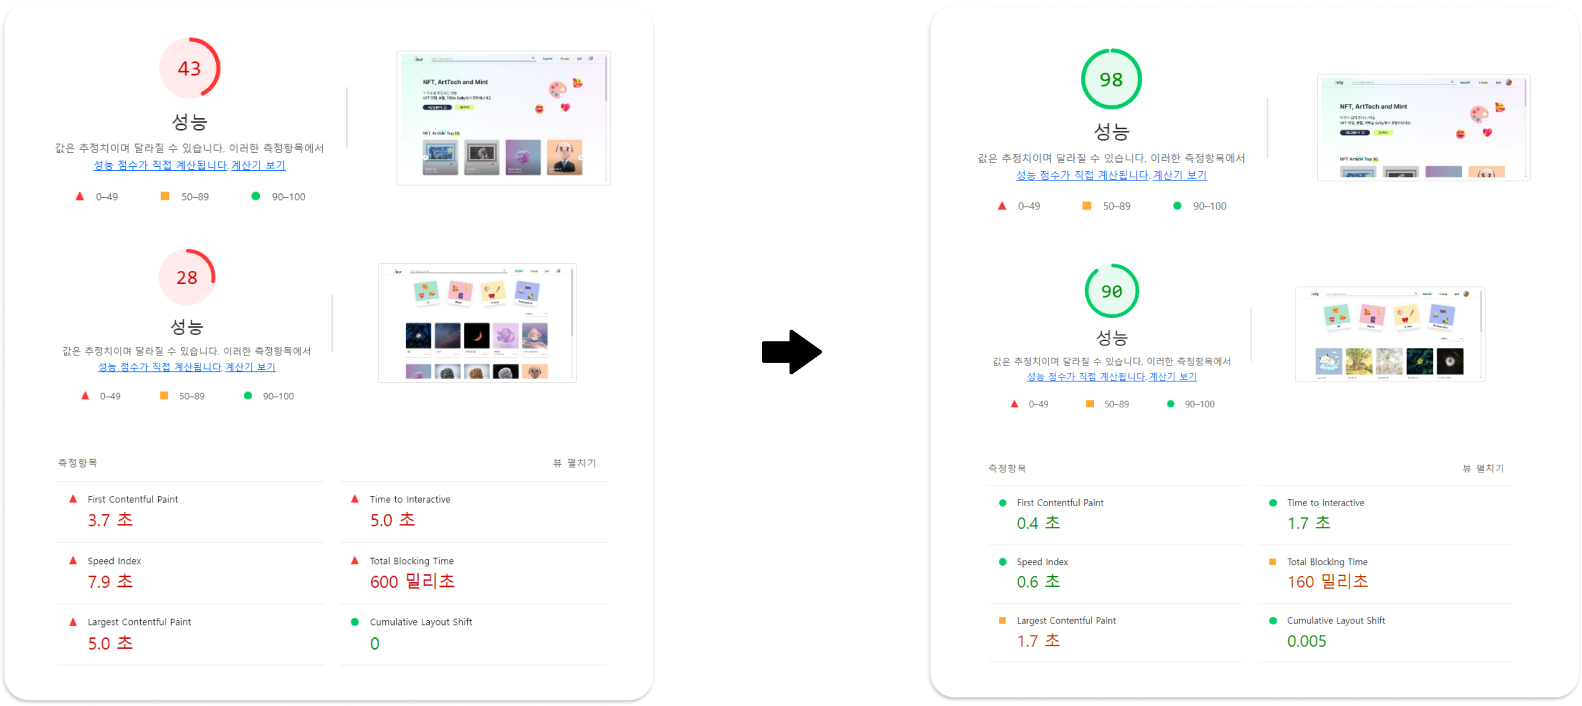 43
성능
값은 추정치이며 달라질 수 있습니다. 이러한 측정항목에서
성능 점수가 직접 계산됩니다. 계산기 보기
0–49 50–89 90–100
NFT, ArtTech and Mint
NFT Article Top 10
28
성능
값은 추정치이며 달라질 수 있습니다. 이러한 측정항목에서
성능 점수가 직접 계산됩니다. 계산기 보기
0–49 50–89 90–100
측정항목 뷰 펼치기
First Contentful Paint
3.7 초
Time to Interactive
5.0 초
Speed Index
7.9 초
Total Blocking Time
600 밀리초
Largest Contentful Paint
5.0 초
Cumulative Layout Shift
0
98
성능
값은 추정치이며 달라질 수 있습니다. 이러한 측정항목에서
성능 점수가 직접 계산됩니다. 계산기 보기
0–49 50–89 90–100
NFT, ArtTech and Mint
NFT Article Top 10
90
성능
값은 추정치이며 달라질 수 있습니다. 이러한 측정항목에서
성능 점수가 직접 계산됩니다. 계산기 보기
0–49 50–89 90–100
측정항목 뷰 펼치기
First Contentful Paint
0.4 초
Time to Interactive
1.7 초
Speed Index
0.6 초
Total Blocking Time
160 밀리초
Largest Contentful Paint
1.7 초
Cumulative Layout Shift
0.005